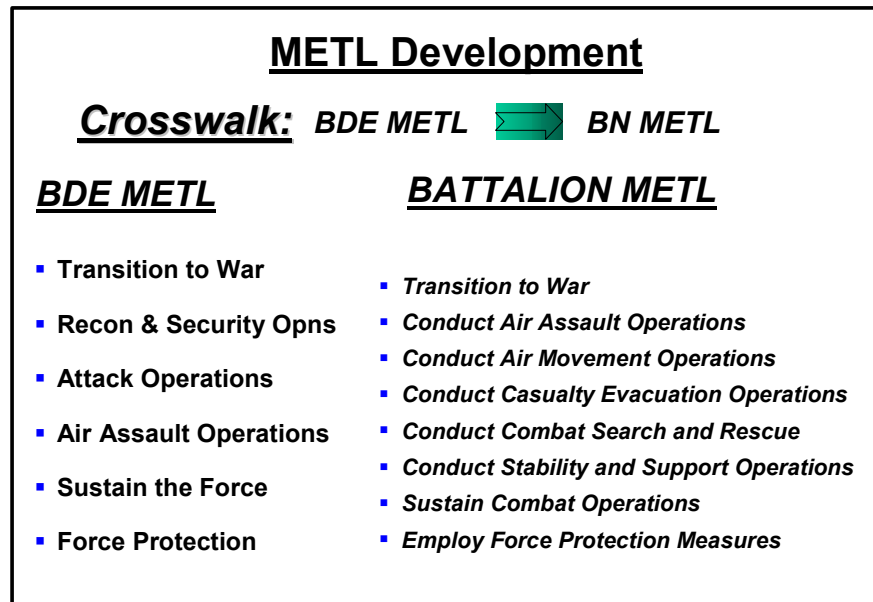 METL Development
Crosswalk: BDE METL BN METL
BDE METL
▪ Transition to War
▪ Recon & Security Opns
▪ Attack Operations
▪ Air Assault Operations
▪ Sustain the Force
▪ Force Protection
BATTALION METL
▪ Transition to War
▪ Conduct Air Assault Operations
▪ Conduct Air Movement Operations
▪ Conduct Casualty Evacuation Operations
▪ Conduct Combat Search and Rescue
▪ Conduct Stability and Support Operations
▪ Sustain Combat Operations
▪ Employ Force Protection Measures